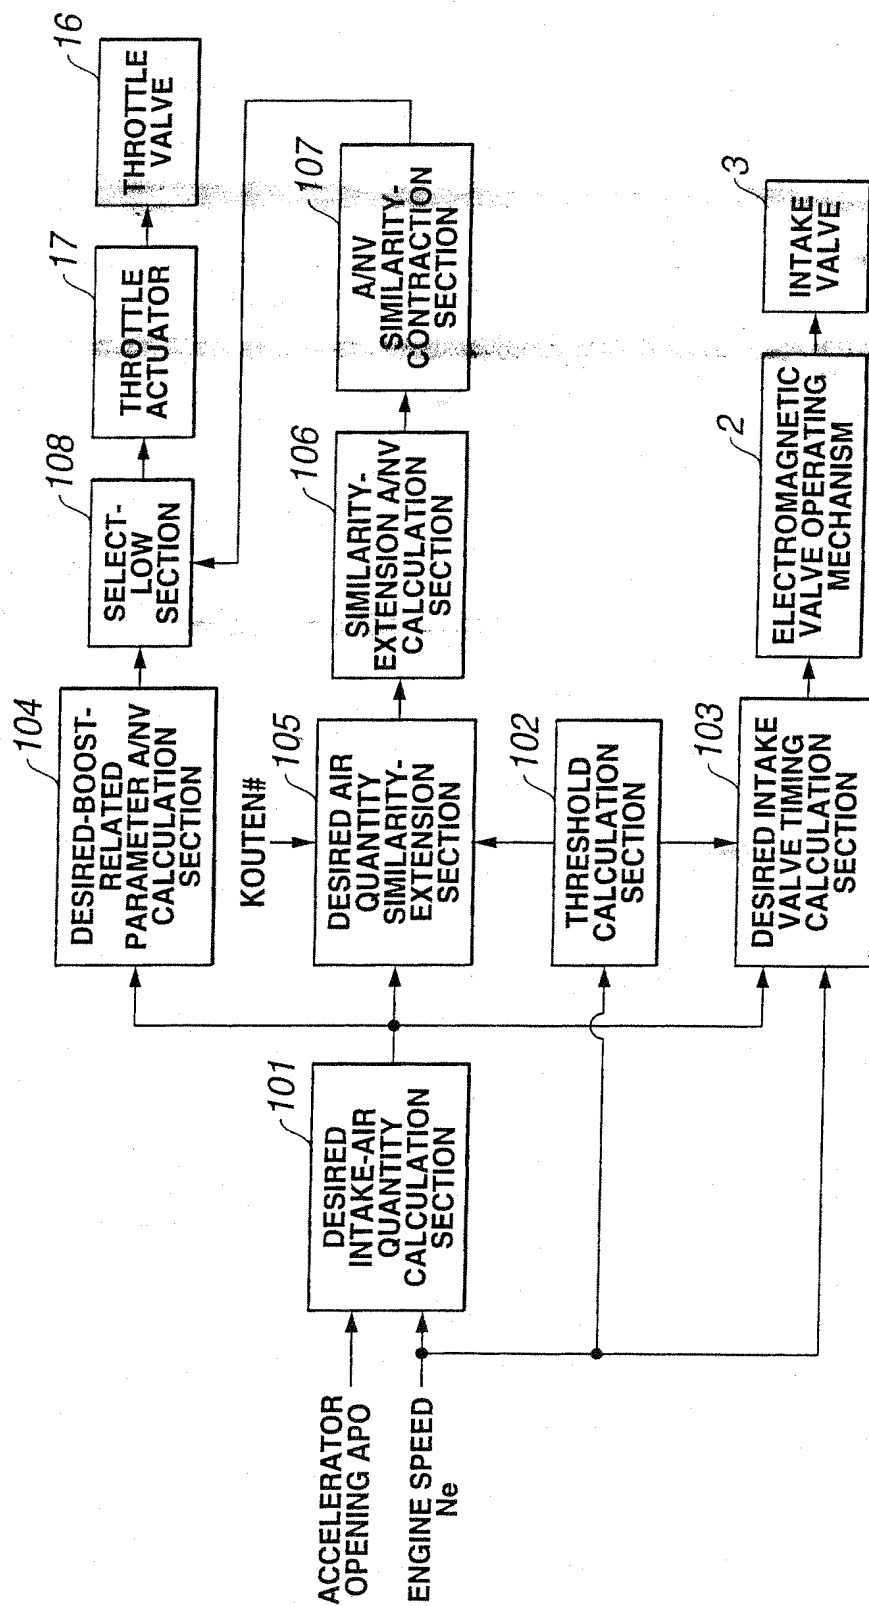 ACCELERATOR
OPENING APO
ENGINE SPEED
Ne
101
DESIRED
INTAKE-AIR
QUANTITY
CALCULATION
SECTION
104
DESIRED-BOOST-
RELATED
PARAMETER A/NV
CALCULATION
SECTION
KOUTEN#
105
DESIRED AIR
QUANTITY
SIMILARITY-
EXTENSION
SECTION
102
THRESHOLD
CALCULATION
SECTION
103
DESIRED INTAKE
VALVE TIMING
CALCULATION
SECTION
108
SELECT-
LOW
SECTION
106
SIMILARITY-
EXTENSION A/NV
CALCULATION
SECTION
2
ELECTROMAGNETIC
VALVE OPERATING
MECHANISM
17
THROTTLE
ACTUATOR
107
A/NV
SIMILARITY-
CONTRACTION
SECTION
3
INTAKE
VALVE
16
THROTTLE
VALVE